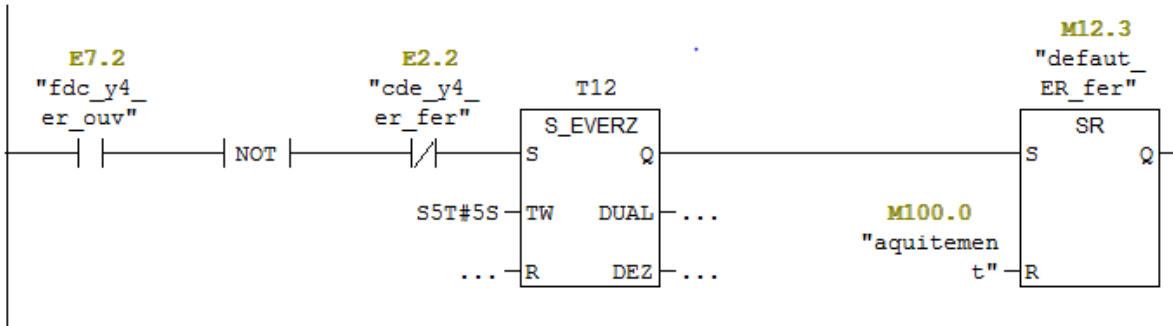 M12.3
E7.2 E2.2 "defaut_
"fdc_y4_ "cde_y4_ T12 ER_fer"
er_ouv" er_fer" S_EVERZ SR
NOT S Q S Q
S5T#5S TW DUAL ... M100.0
"aquitemen
... R DEZ ... t" R